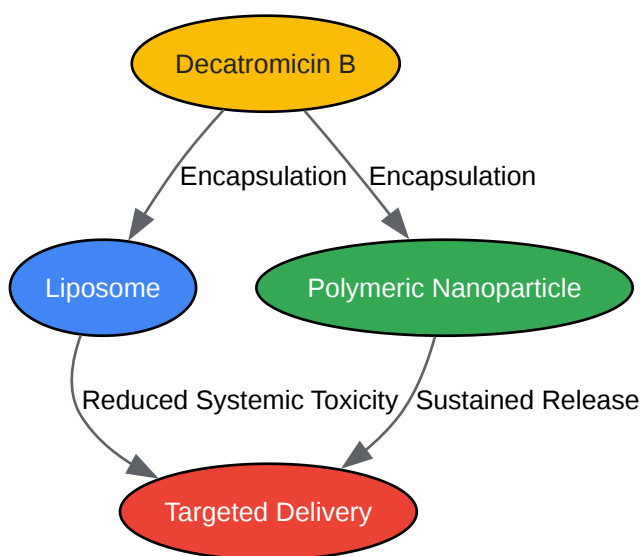 Decatromicin B
Encapsulation
Encapsulation
Liposome
Polymeric Nanoparticle
Reduced Systemic Toxicity
Sustained Release
Targeted Delivery